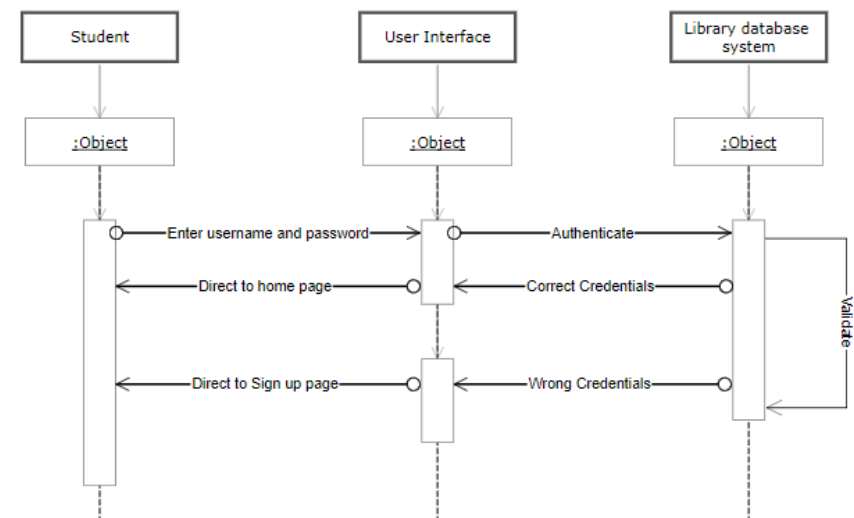 Student
User Interface
Library database
system
:Object
:Object
:Object
Enter username and password
Authenticate
Direct to home page
Correct Credentials
Validate
Direct to Sign up page
Wrong Credentials